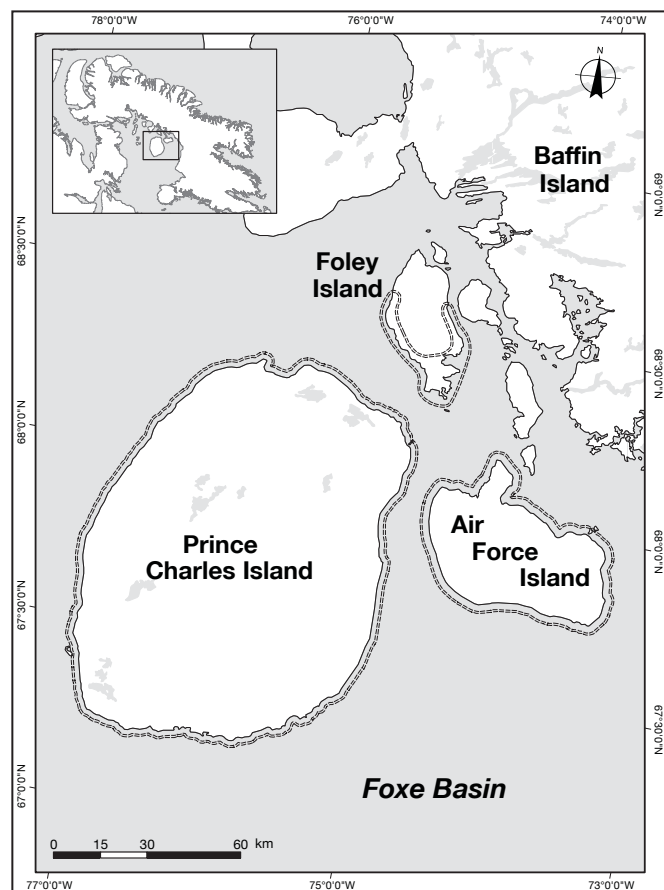 78°0'0"W
76°0'0"W
74°0'0"W
N
Baffin
Island
69°0'0"N
68°30'0"N
Foley
Island
68°30'0"N
68°0'0"N
Air
Force
Island
Prince
Charles Island
68°0'0"N
67°30'0"N
67°30'0"N
67°0'0"N
Foxe Basin
0 15 30 60 km
77°0'0"W
75°0'0"W
73°0'0"W